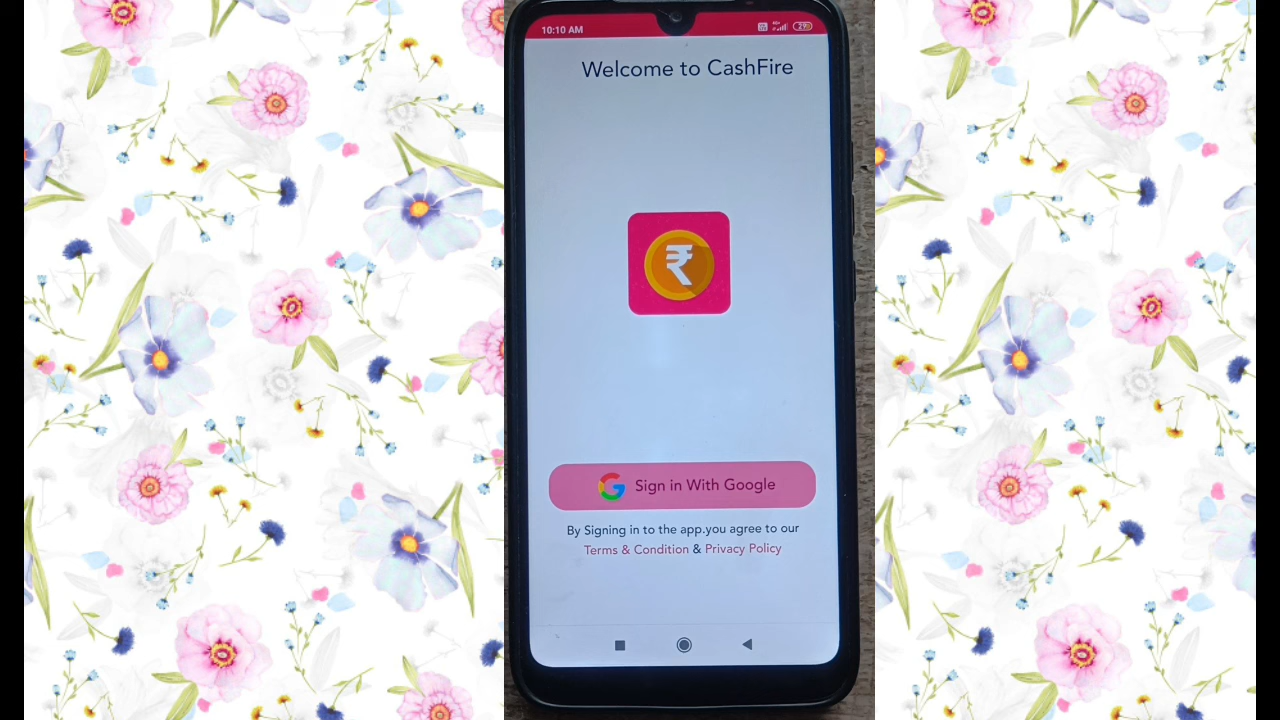 10:10 AM
29
Welcome to CashFire
₹
Sign in With Google
By Signing in to the app.you agree to our
Terms & Condition & Privacy Policy